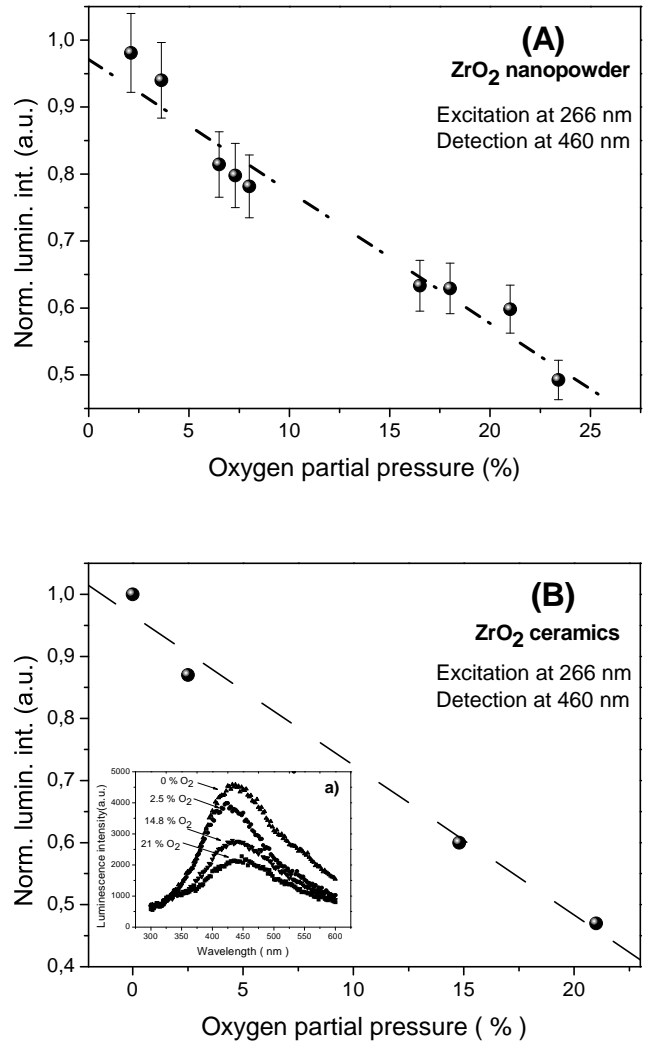 (A)
ZrO2 nanopowder
Excitation at 266 nm
Detection at 460 nm
Norm. lumin. int. (a.u.)
1,0
0,9
0,8
0,7
0,6
0,5
0 5 10 15 20 25
Oxygen partial pressure (%)
(B)
ZrO2 ceramics
Excitation at 266 nm
Detection at 460 nm
Norm. lumin. int. (a.u.)
1,0
0,9
0,8
0,7
0,6
0,5
0,4
a)
Luminescence intensity(a.u.)
5000
4000
3000
2000
1000
0
0 % O2
2.5 % O2
14.8 % O2
21 % O2
300 350 400 450 500 550 600
Wavelength ( nm )
0 5 10 15 20
Oxygen partial pressure ( % )